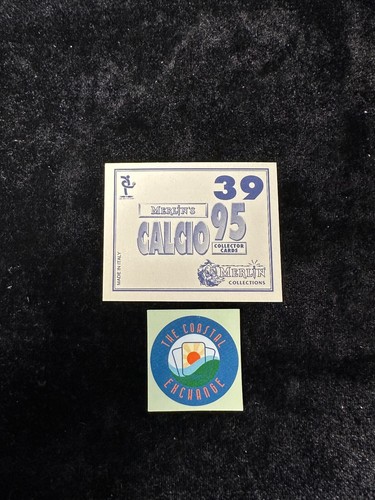 39
MERLIN'S
CALCIO 95
COLLECTOR
CARDS
MERLIN
COLLECTIONS
MADE IN ITALY
THE COASTAL
EXCHANGE